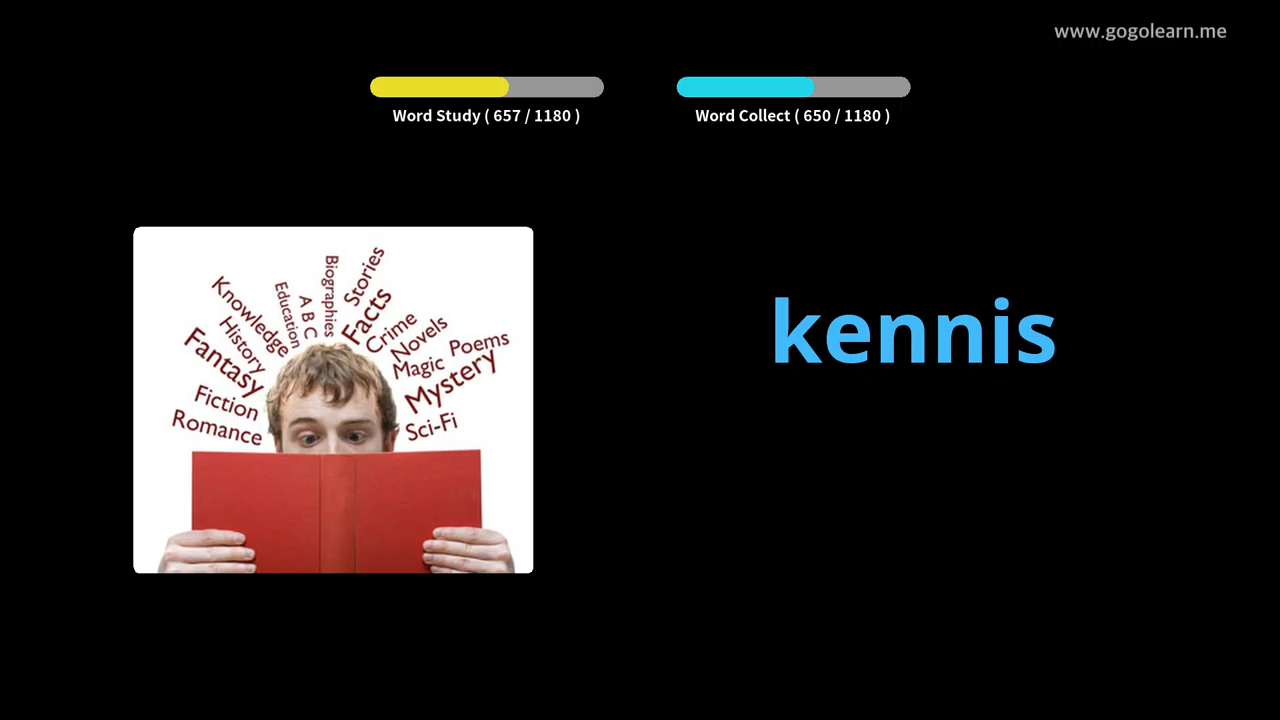 www.gogolearn.me
Word Study ( 657 / 1180 )
Word Collect ( 650 / 1180 )
Biographies
Stories
Education
A B C
Facts
Knowledge
Crime
History
Novels
Fantasy
Magic
Poems
Mystery
Fiction
Romance
Sci-Fi
kennis